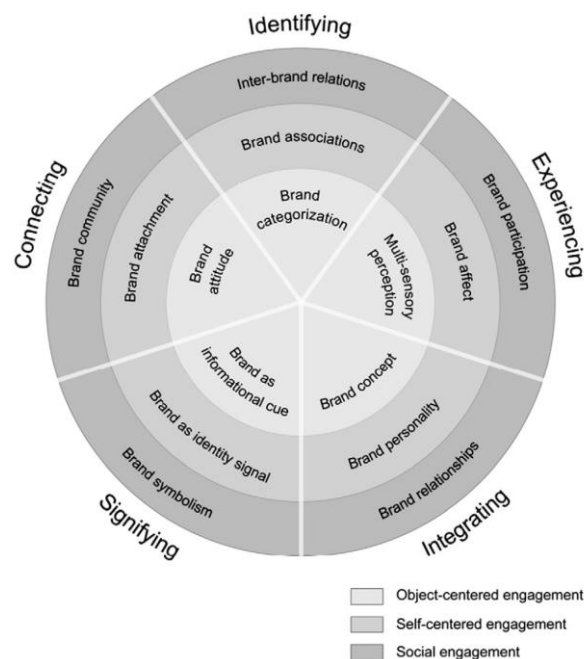 Identifying
Inter-brand relations
Brand associations
Brand
categorization
Experiencing
Brand participation
Brand affect
Multi-sensory
perception
Integrating
Brand relationships
Brand personality
Brand concept
Signifying
Brand symbolism
Brand as identity signal
Brand as
informational cue
Connecting
Brand community
Brand attachment
Brand
attitude
Object-centered engagement
Self-centered engagement
Social engagement